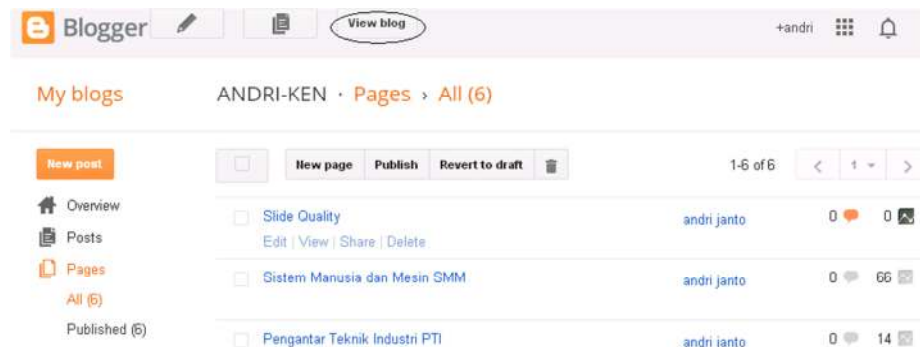 Blogger View blog +andri
My blogs ANDRI-KEN · Pages › All (6)
New post New page Publish Revert to draft 1-6 of 6 < 1 >
Overview
Slide Quality andri janto 0 0
Posts
Edit | View | Share | Delete
Pages
Sistem Manusia dan Mesin SMM andri janto 0 66
All (6)
Published (6)
Pengantar Teknik Industri PTI andri janto 0 14